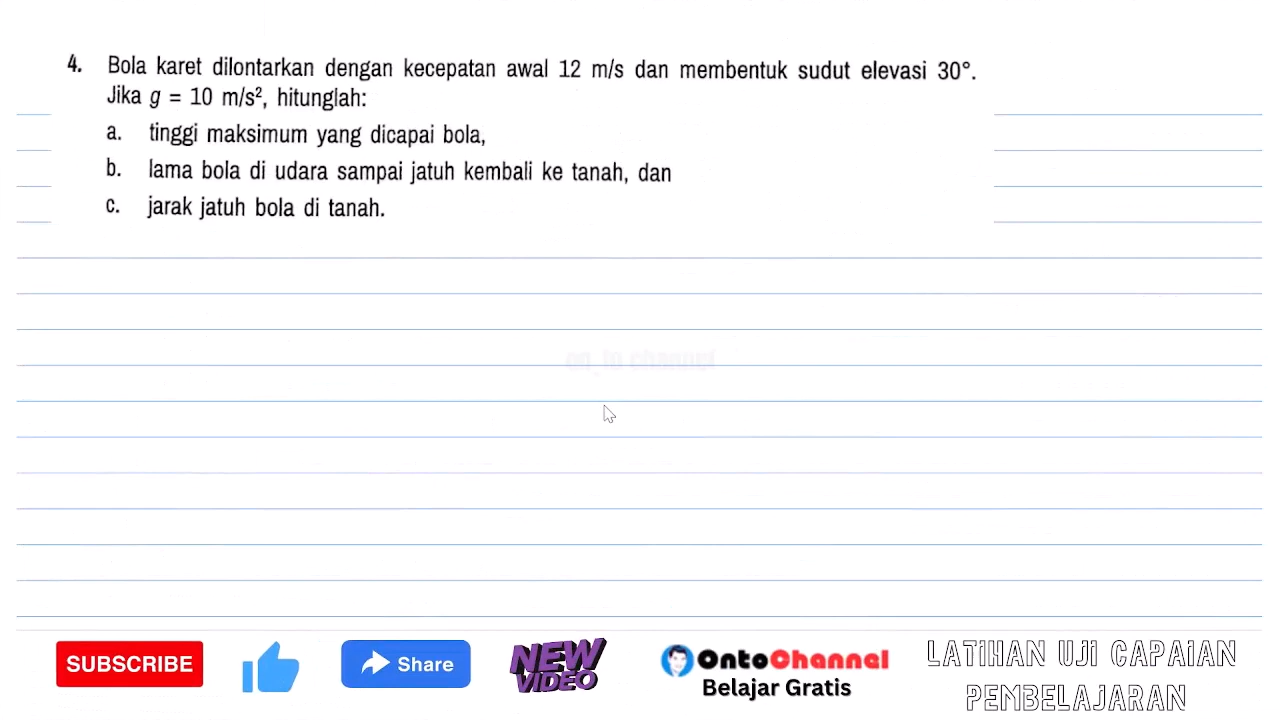 4. Bola karet dilontarkan dengan kecepatan awal 12 m/s dan membentuk sudut elevasi 30°.
Jika g = 10 m/s², hitunglah:
a. tinggi maksimum yang dicapai bola,
b. lama bola di udara sampai jatuh kembali ke tanah, dan
c. jarak jatuh bola di tanah.
on_to channel
SUBSCRIBE
Share
NEW
VIDEO
OntoChannel
Belajar Gratis
LATIHAN UJI CAPAIAN
PEMBELAJARAN